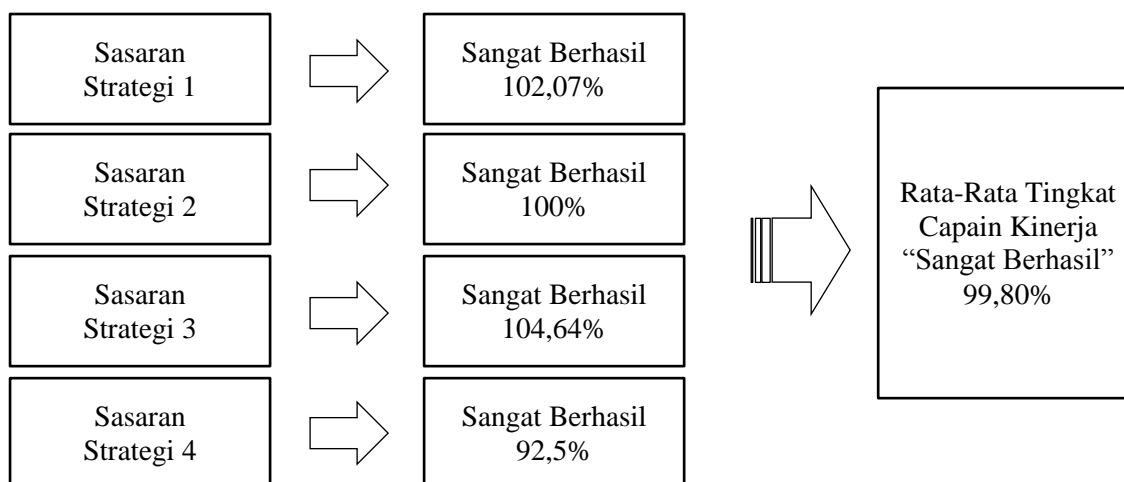 Sasaran
Strategi 1
Sangat Berhasil
102,07%
Sasaran
Strategi 2
Sangat Berhasil
100%
Sasaran
Strategi 3
Sangat Berhasil
104,64%
Sasaran
Strategi 4
Sangat Berhasil
92,5%
Rata-Rata Tingkat
Capain Kinerja
“Sangat Berhasil”
99,80%